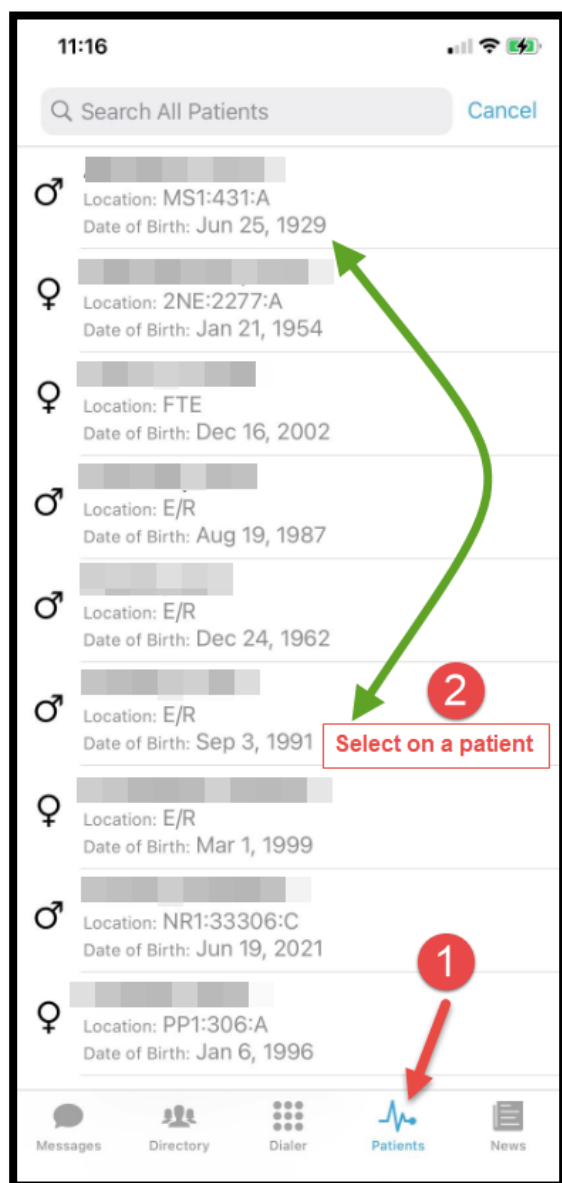 11:16
Search All Patients Cancel
Location: MS1:431:A
Date of Birth: Jun 25, 1929
Location: 2NE:2277:A
Date of Birth: Jan 21, 1954
Location: FTE
Date of Birth: Dec 16, 2002
Location: E/R
Date of Birth: Aug 19, 1987
Location: E/R
Date of Birth: Dec 24, 1962
2
Location: E/R
Date of Birth: Sep 3, 1991 Select on a patient
Location: E/R
Date of Birth: Mar 1, 1999
Location: NR1:33306:C
Date of Birth: Jun 19, 2021
1
Location: PP1:306:A
Date of Birth: Jan 6, 1996
Messages Directory Dialer Patients News